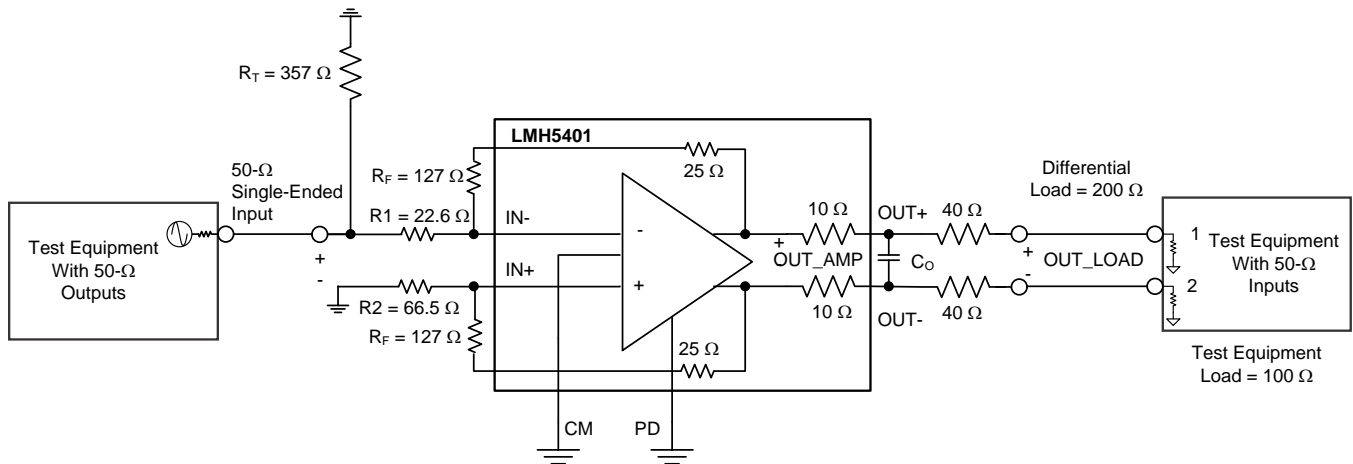 R_T = 357 Ω
LMH5401
50-Ω
Single-Ended
Input
R_F = 127 Ω
25 Ω
R1 = 22.6 Ω
IN-
-
10 Ω
OUT+
40 Ω
Differential
Load = 200 Ω
Test Equipment
With 50-Ω
Outputs
+
-
IN+
+
+
OUT_AMP
-
C_O
+
OUT_LOAD
-
1
2
Test Equipment
With 50-Ω
Inputs
R2 = 66.5 Ω
R_F = 127 Ω
25 Ω
10 Ω
OUT-
40 Ω
Test Equipment
Load = 100 Ω
CM
PD